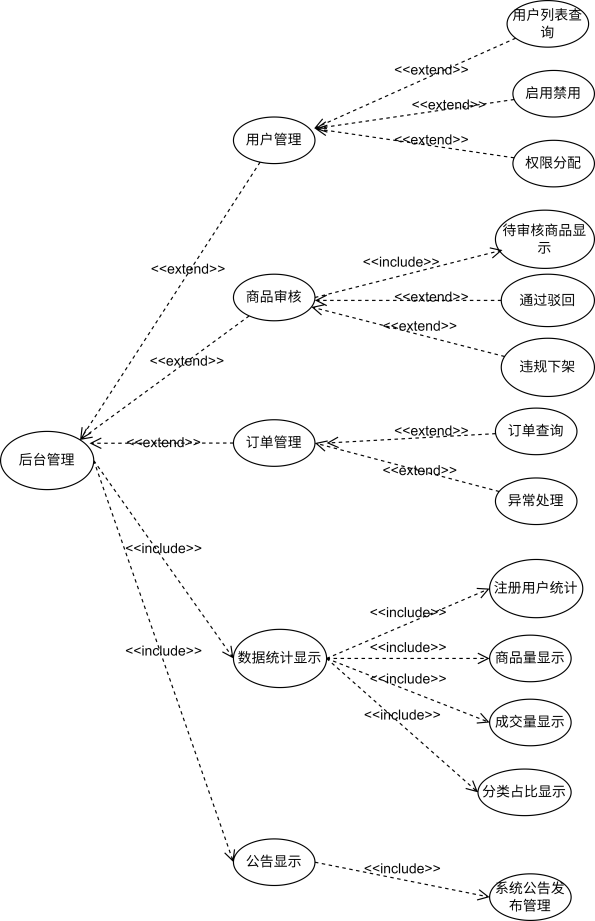 用户列表查
询
<<extend>>
启用禁用
<<extend>>
用户管理
<<extend>>
权限分配
<<extend>>
待审核商品显
示
<<include>>
商品审核
<<extend>>
通过驳回
<<extend>>
<<extend>>
违规下架
后台管理
<<extend>>
订单管理
<<extend>>
订单查询
<<extend>>
异常处理
<<include>>
注册用户统计
<<include>>
数据统计显示
<<include>>
商品量显示
<<include>>
<<include>>
成交量显示
<<include>>
分类占比显示
公告显示
<<include>>
系统公告发
布管理